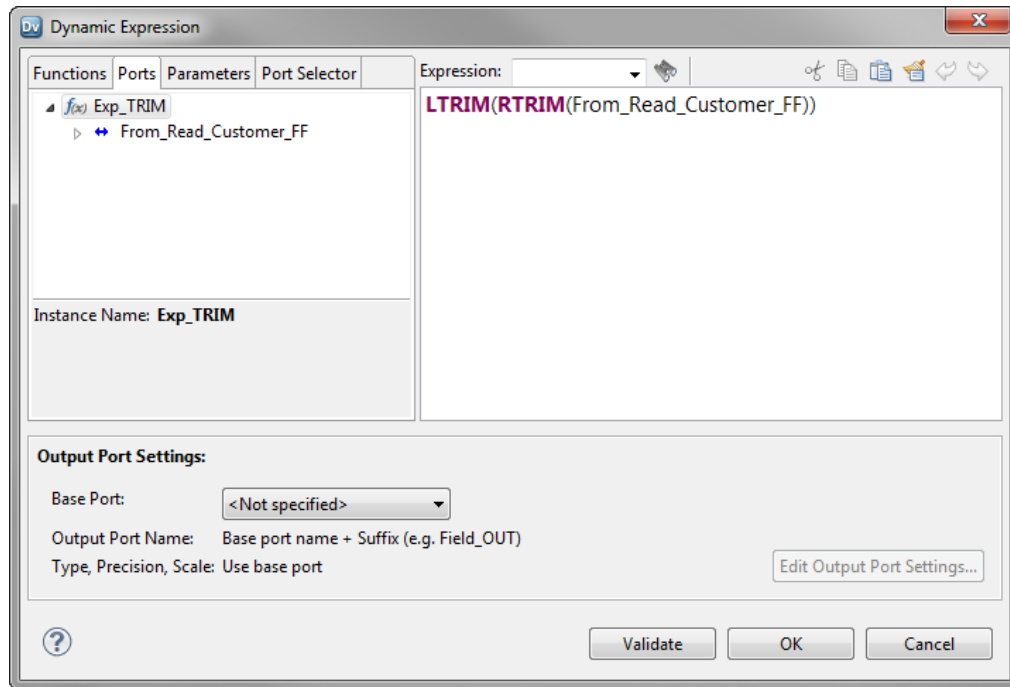 Dv Dynamic Expression
Functions Ports Parameters Port Selector
Expression:
f(x) Exp_TRIM
From_Read_Customer_FF
LTRIM(RTRIM(From_Read_Customer_FF))
Instance Name: Exp_TRIM
Output Port Settings:
Base Port: <Not specified>
Output Port Name: Base port name + Suffix (e.g. Field_OUT)
Type, Precision, Scale: Use base port
Edit Output Port Settings...
? Validate OK Cancel